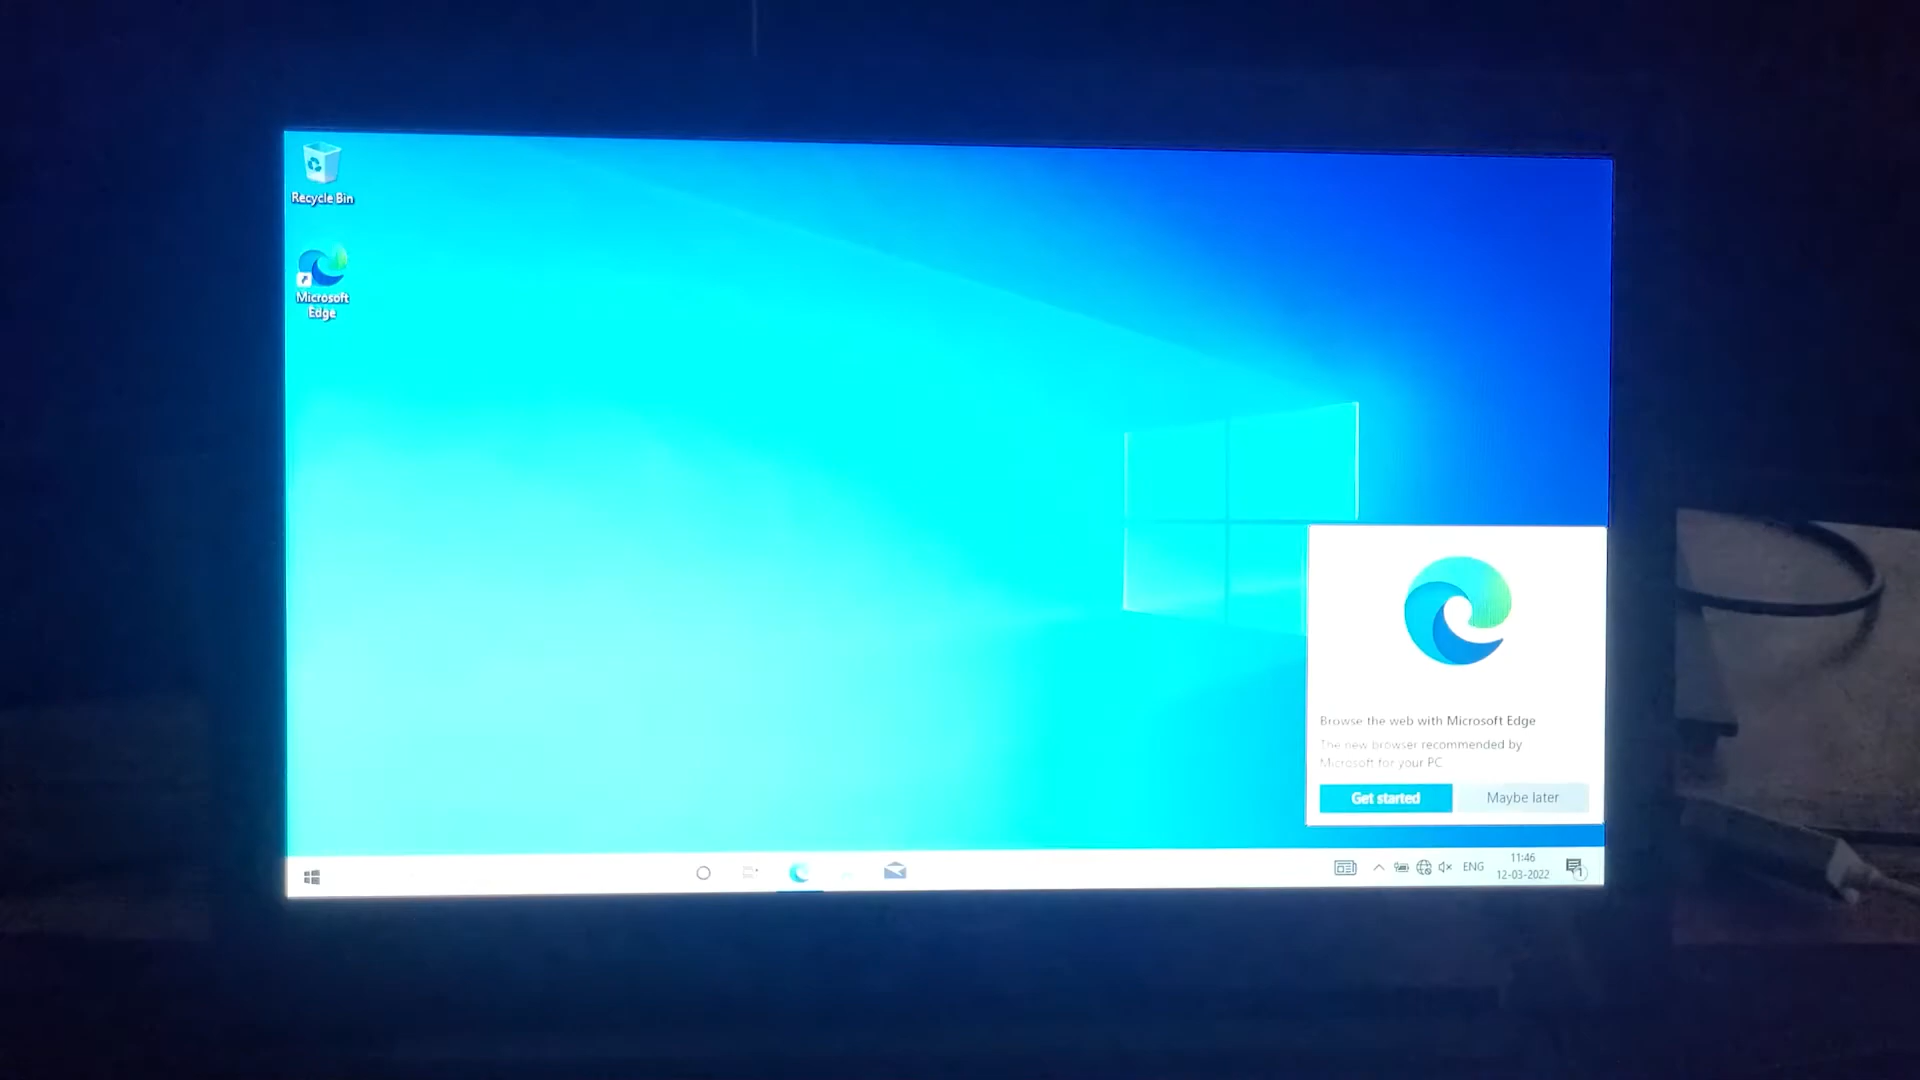 Recycle Bin
Microsoft
Edge
Browse the web with Microsoft Edge
The new browser recommended by
Microsoft for your PC
Get started
Maybe later
ENG
11:46
12-03-2022
1